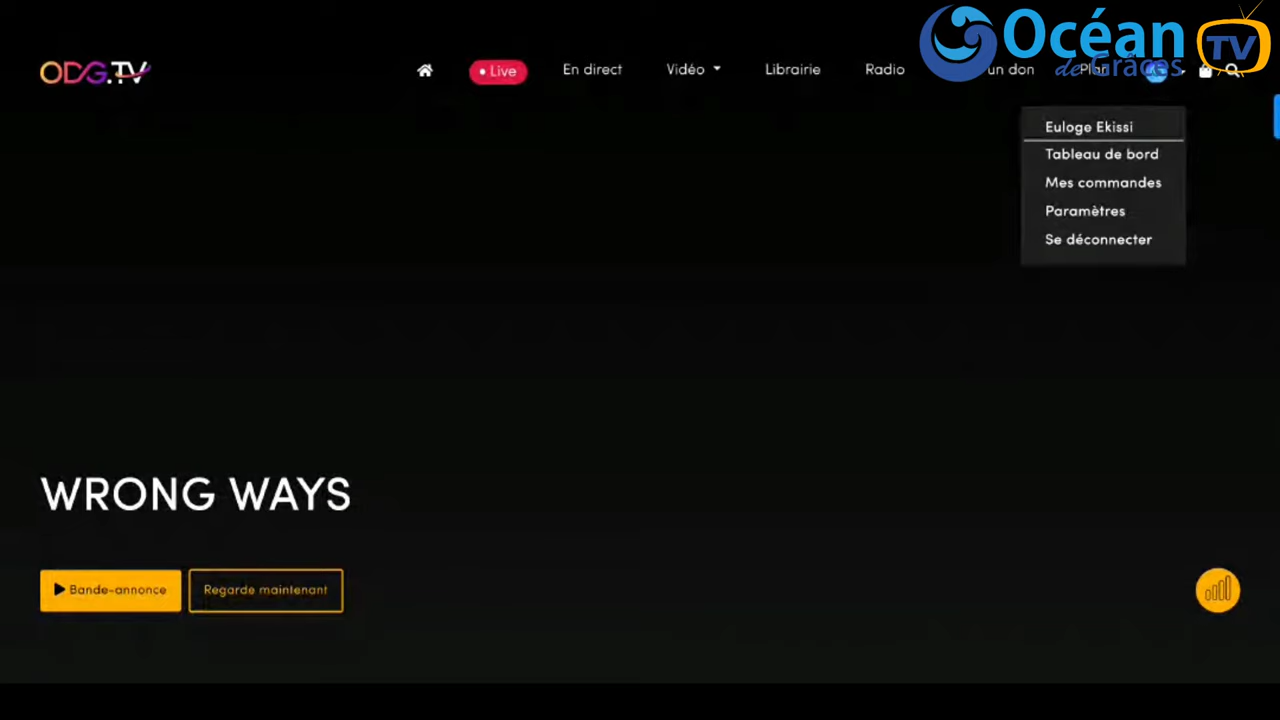 Océan TV
de Grâces
ODG.TV
Live
En direct
Vidéo
Librairie
Radio
un don
Plan
Euloge Ekissi
Tableau de bord
Mes commandes
Paramètres
Se déconnecter
WRONG WAYS
Bande-annonce
Regarde maintenant